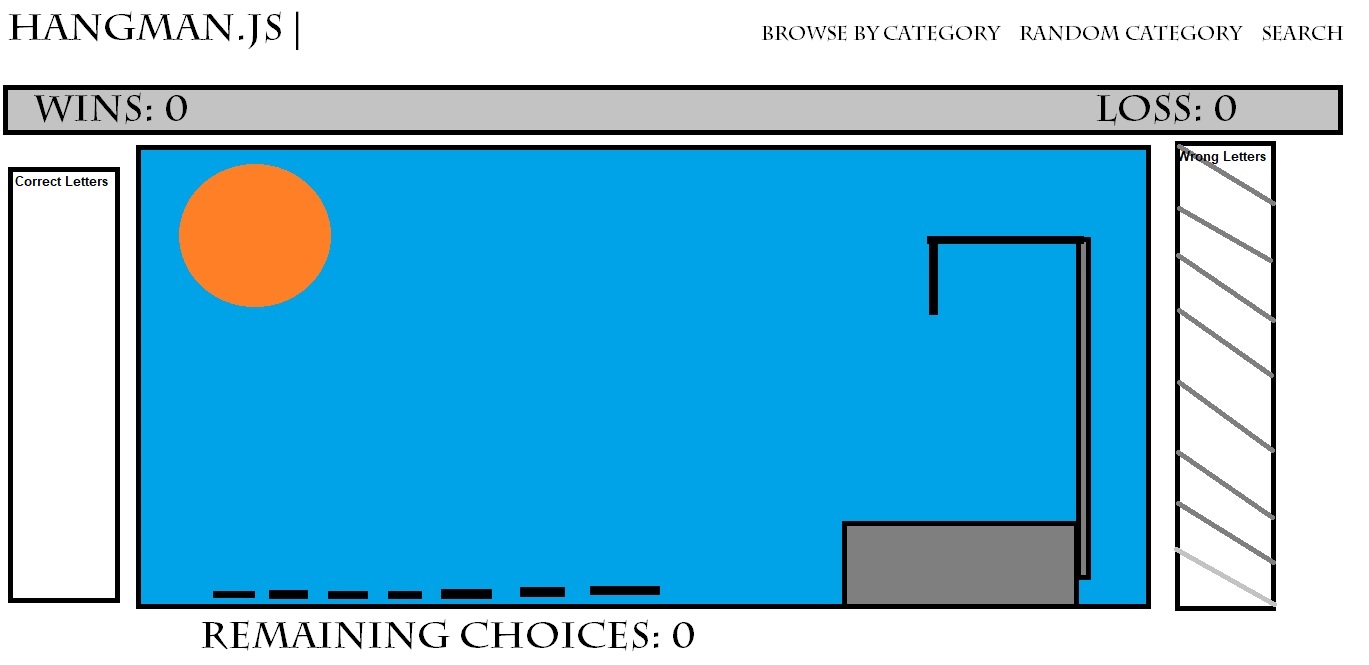 HANGMAN.JS |
BROWSE BY CATEGORY RANDOM CATEGORY SEARCH
WINS: 0
LOSS: 0
Correct Letters
Wrong Letters
REMAINING CHOICES: 0